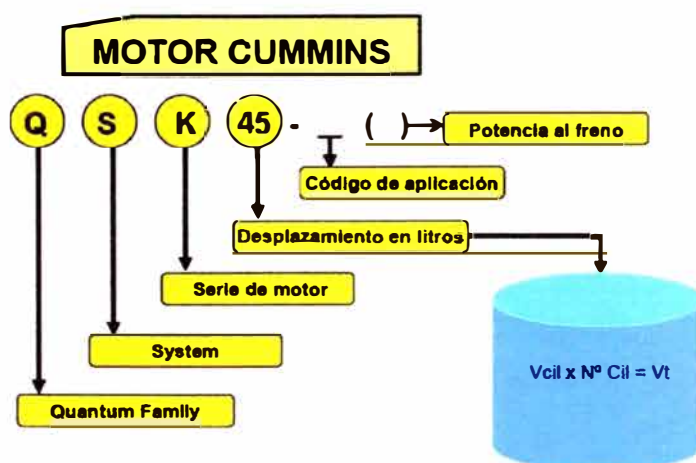 MOTOR CUMMINS
Q S K 45 - _ ( ) Potencia al freno
Código de aplicación
Desplazamiento en litros
Serie de motor
System
Quantum Family
Vcil x Nº Cil = Vt